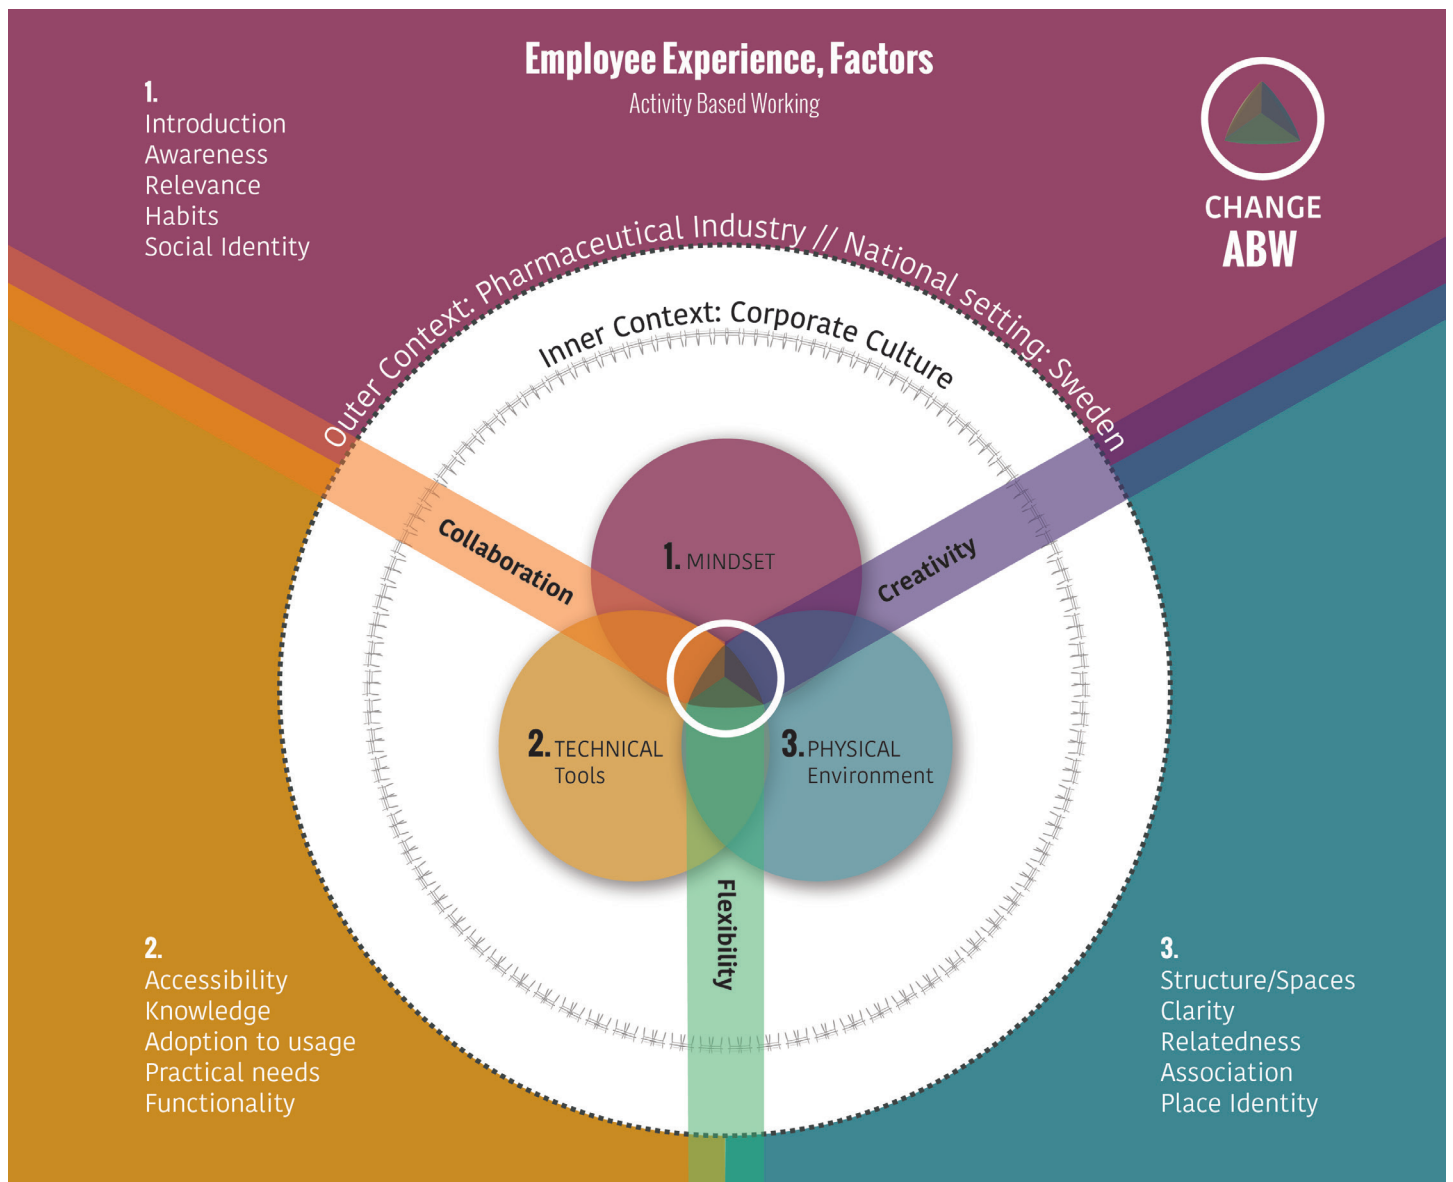 Employee Experience, Factors
Activity Based Working
1.
Introduction
Awareness
Relevance
Habits
Social Identity
CHANGE
ABW
Outer Context: Pharmaceutical Industry // National setting: Sweden
Inner Context: Corporate Culture
Collaboration
Creativity
1. MINDSET
2. TECHNICAL
Tools
3. PHYSICAL
Environment
Flexibility
2.
Accessibility
Knowledge
Adoption to usage
Practical needs
Functionality
3.
Structure/Spaces
Clarity
Relatedness
Association
Place Identity